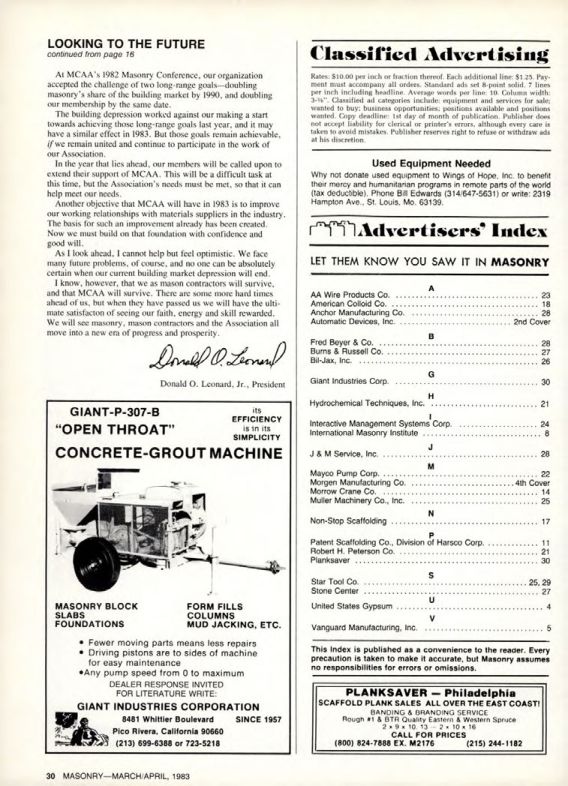 LOOKING TO THE FUTURE
continued from page 16
At MCAA's 1982 Masonry Conference, our organization
accepted the challenge of two long-range goals—doubling
masonry's share of the building market by 1990, and doubling
our membership by the same date.
The building depression worked against our making a start
towards achieving those long-range goals last year, and it may
have a similar effect in 1983. But those goals remain achievable,
if we remain united and continue to participate in the work of
our Association.
In the year that lies ahead, our members will be called upon to
extend their support of MCAA. This will be a difficult task at
this time, but the Association's needs must be met, so that it can
help meet our needs.
Another objective that MCAA will have in 1983 is to improve
our working relationships with materials suppliers in the industry.
The basis for such an improvement already has been created.
Now we must build on that foundation with confidence and
good will.
As I look ahead, I cannot help but feel optimistic. We face
many future problems, of course, and no one can be absolutely
certain when our current building market depression will end.
I know, however, that we as mason contractors will survive,
and that MCAA will survive. There are some more hard times
ahead of us, but when they have passed us we will have the ulti-
mate satisfacton of seeing our faith, energy and skill rewarded.
We will see masonry, mason contractors and the Association all
move into a new era of progress and prosperity.
Donald O. Leonard
Donald O. Leonard, Jr., President
GIANT-P-307-B
"OPEN THROAT"
its
EFFICIENCY
is in its
SIMPLICITY
CONCRETE-GROUT MACHINE
MASONRY BLOCK
SLABS
FOUNDATIONS
FORM FILLS
COLUMNS
MUD JACKING, ETC.
• Fewer moving parts means less repairs
• Driving pistons are to sides of machine
for easy maintenance
•Any pump speed from 0 to maximum
DEALER RESPONSE INVITED
FOR LITERATURE WRITE:
GIANT INDUSTRIES CORPORATION
8481 Whittier Boulevard SINCE 1957
Pico Rivera, California 90660
(213) 699-6388 or 723-5218
30 MASONRY—MARCH/APRIL, 1983
Classified Advertising
Rates: $10.00 per inch or fraction thereof. Each additional line: $1.25. Pay-
ment must accompany all orders. Standard ads set 8-point solid. 7 lines
per inch including headline. Average words per line: 10. Column width:
3-⅜". Classified ad categories include: equipment and services for sale;
wanted to buy; business opportunities; positions available and positions
wanted. Copy deadline: 1st day of month of publication. Publisher does
not accept liability for clerical or printer's errors, although every care is
taken to avoid mistakes. Publisher reserves right to refuse or withdraw ads
at his discretion.
Used Equipment Needed
Why not donate used equipment to Wings of Hope, Inc. to benefit
their mercy and humanitarian programs in remote parts of the world
(tax deductible). Phone Bill Edwards (314/647-5631) or write: 2319
Hampton Ave., St. Louis, Mo. 63139.
Advertisers' Index
LET THEM KNOW YOU SAW IT IN MASONRY
A
AA Wire Products Co. 23
American Colloid Co. 18
Anchor Manufacturing Co. 28
Automatic Devices, Inc. 2nd Cover
B
Fred Beyer & Co. 28
Burns & Russell Co. 27
Bil-Jax, Inc. 26
G
Giant Industries Corp. 30
H
Hydrochemical Techniques, Inc. 21
I
Interactive Management Systems Corp. 24
International Masonry Institute 8
J
J & M Service, Inc. 28
M
Mayco Pump Corp. 22
Morgen Manufacturing Co. 4th Cover
Morrow Crane Co. 14
Muller Machinery Co., Inc. 25
N
Non-Stop Scaffolding 17
P
Patent Scaffolding Co., Division of Harsco Corp. 11
Robert H. Peterson Co. 21
Planksaver 30
S
Star Tool Co. 25, 29
Stone Center 27
U
United States Gypsum 4
V
Vanguard Manufacturing, Inc. 5
This Index is published as a convenience to the reader. Every
precaution is taken to make it accurate, but Masonry assumes
no responsibilities for errors or omissions.
PLANKSAVER — Philadelphia
SCAFFOLD PLANK SALES ALL OVER THE EAST COAST!
BANDING & BRANDING SERVICE
Rough #1 & BTR Quality Eastern & Western Spruce
2 x 9 x 10, 13 — 2 x 10 x 16
CALL FOR PRICES
(800) 824-7888 EX. M2176 (215) 244-1182